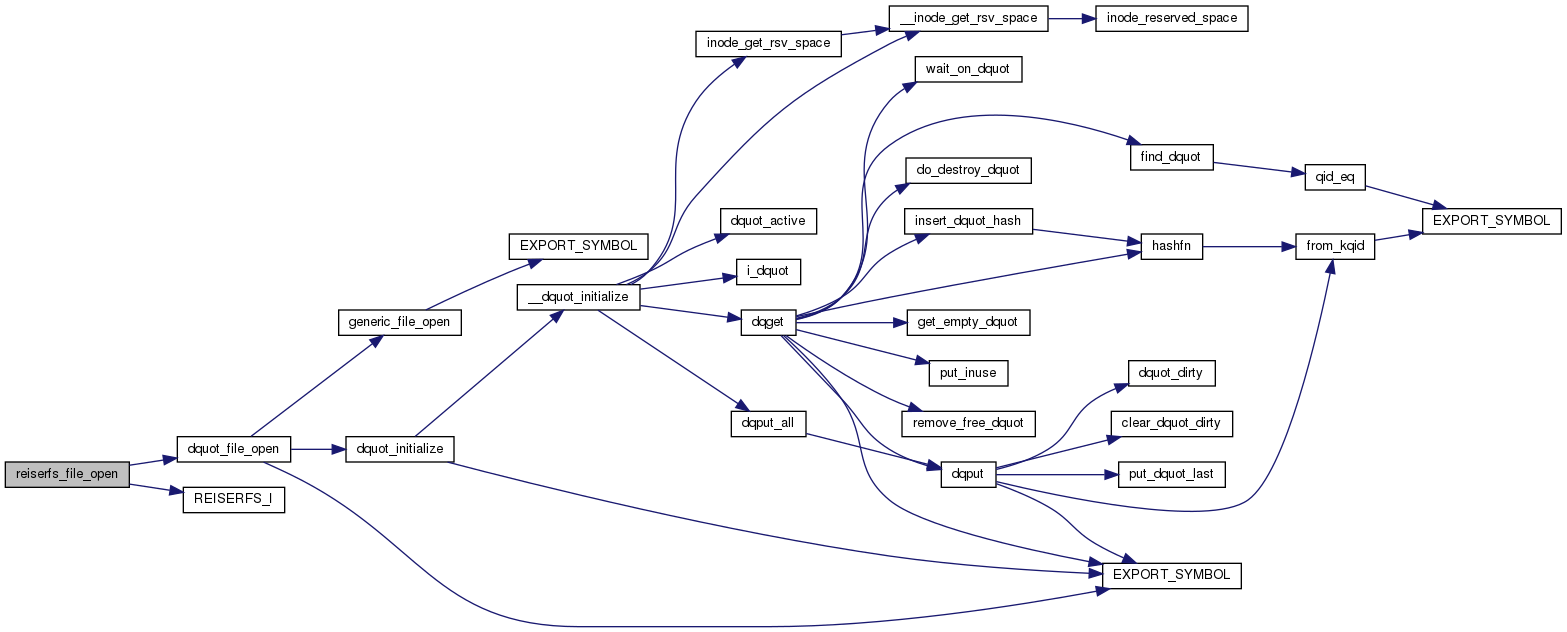 __inode_get_rsv_space
inode_reserved_space
inode_get_rsv_space
wait_on_dquot
find_dquot
do_destroy_dquot
qid_eq
dquot_active
insert_dquot_hash
EXPORT_SYMBOL
EXPORT_SYMBOL
hashfn
from_kqid
i_dquot
__dquot_initialize
generic_file_open
dqget
get_empty_dquot
put_inuse
dquot_dirty
dqput_all
remove_free_dquot
clear_dquot_dirty
dquot_file_open
dquot_initialize
reiserfs_file_open
dqput
put_dquot_last
REISERFS_I
EXPORT_SYMBOL